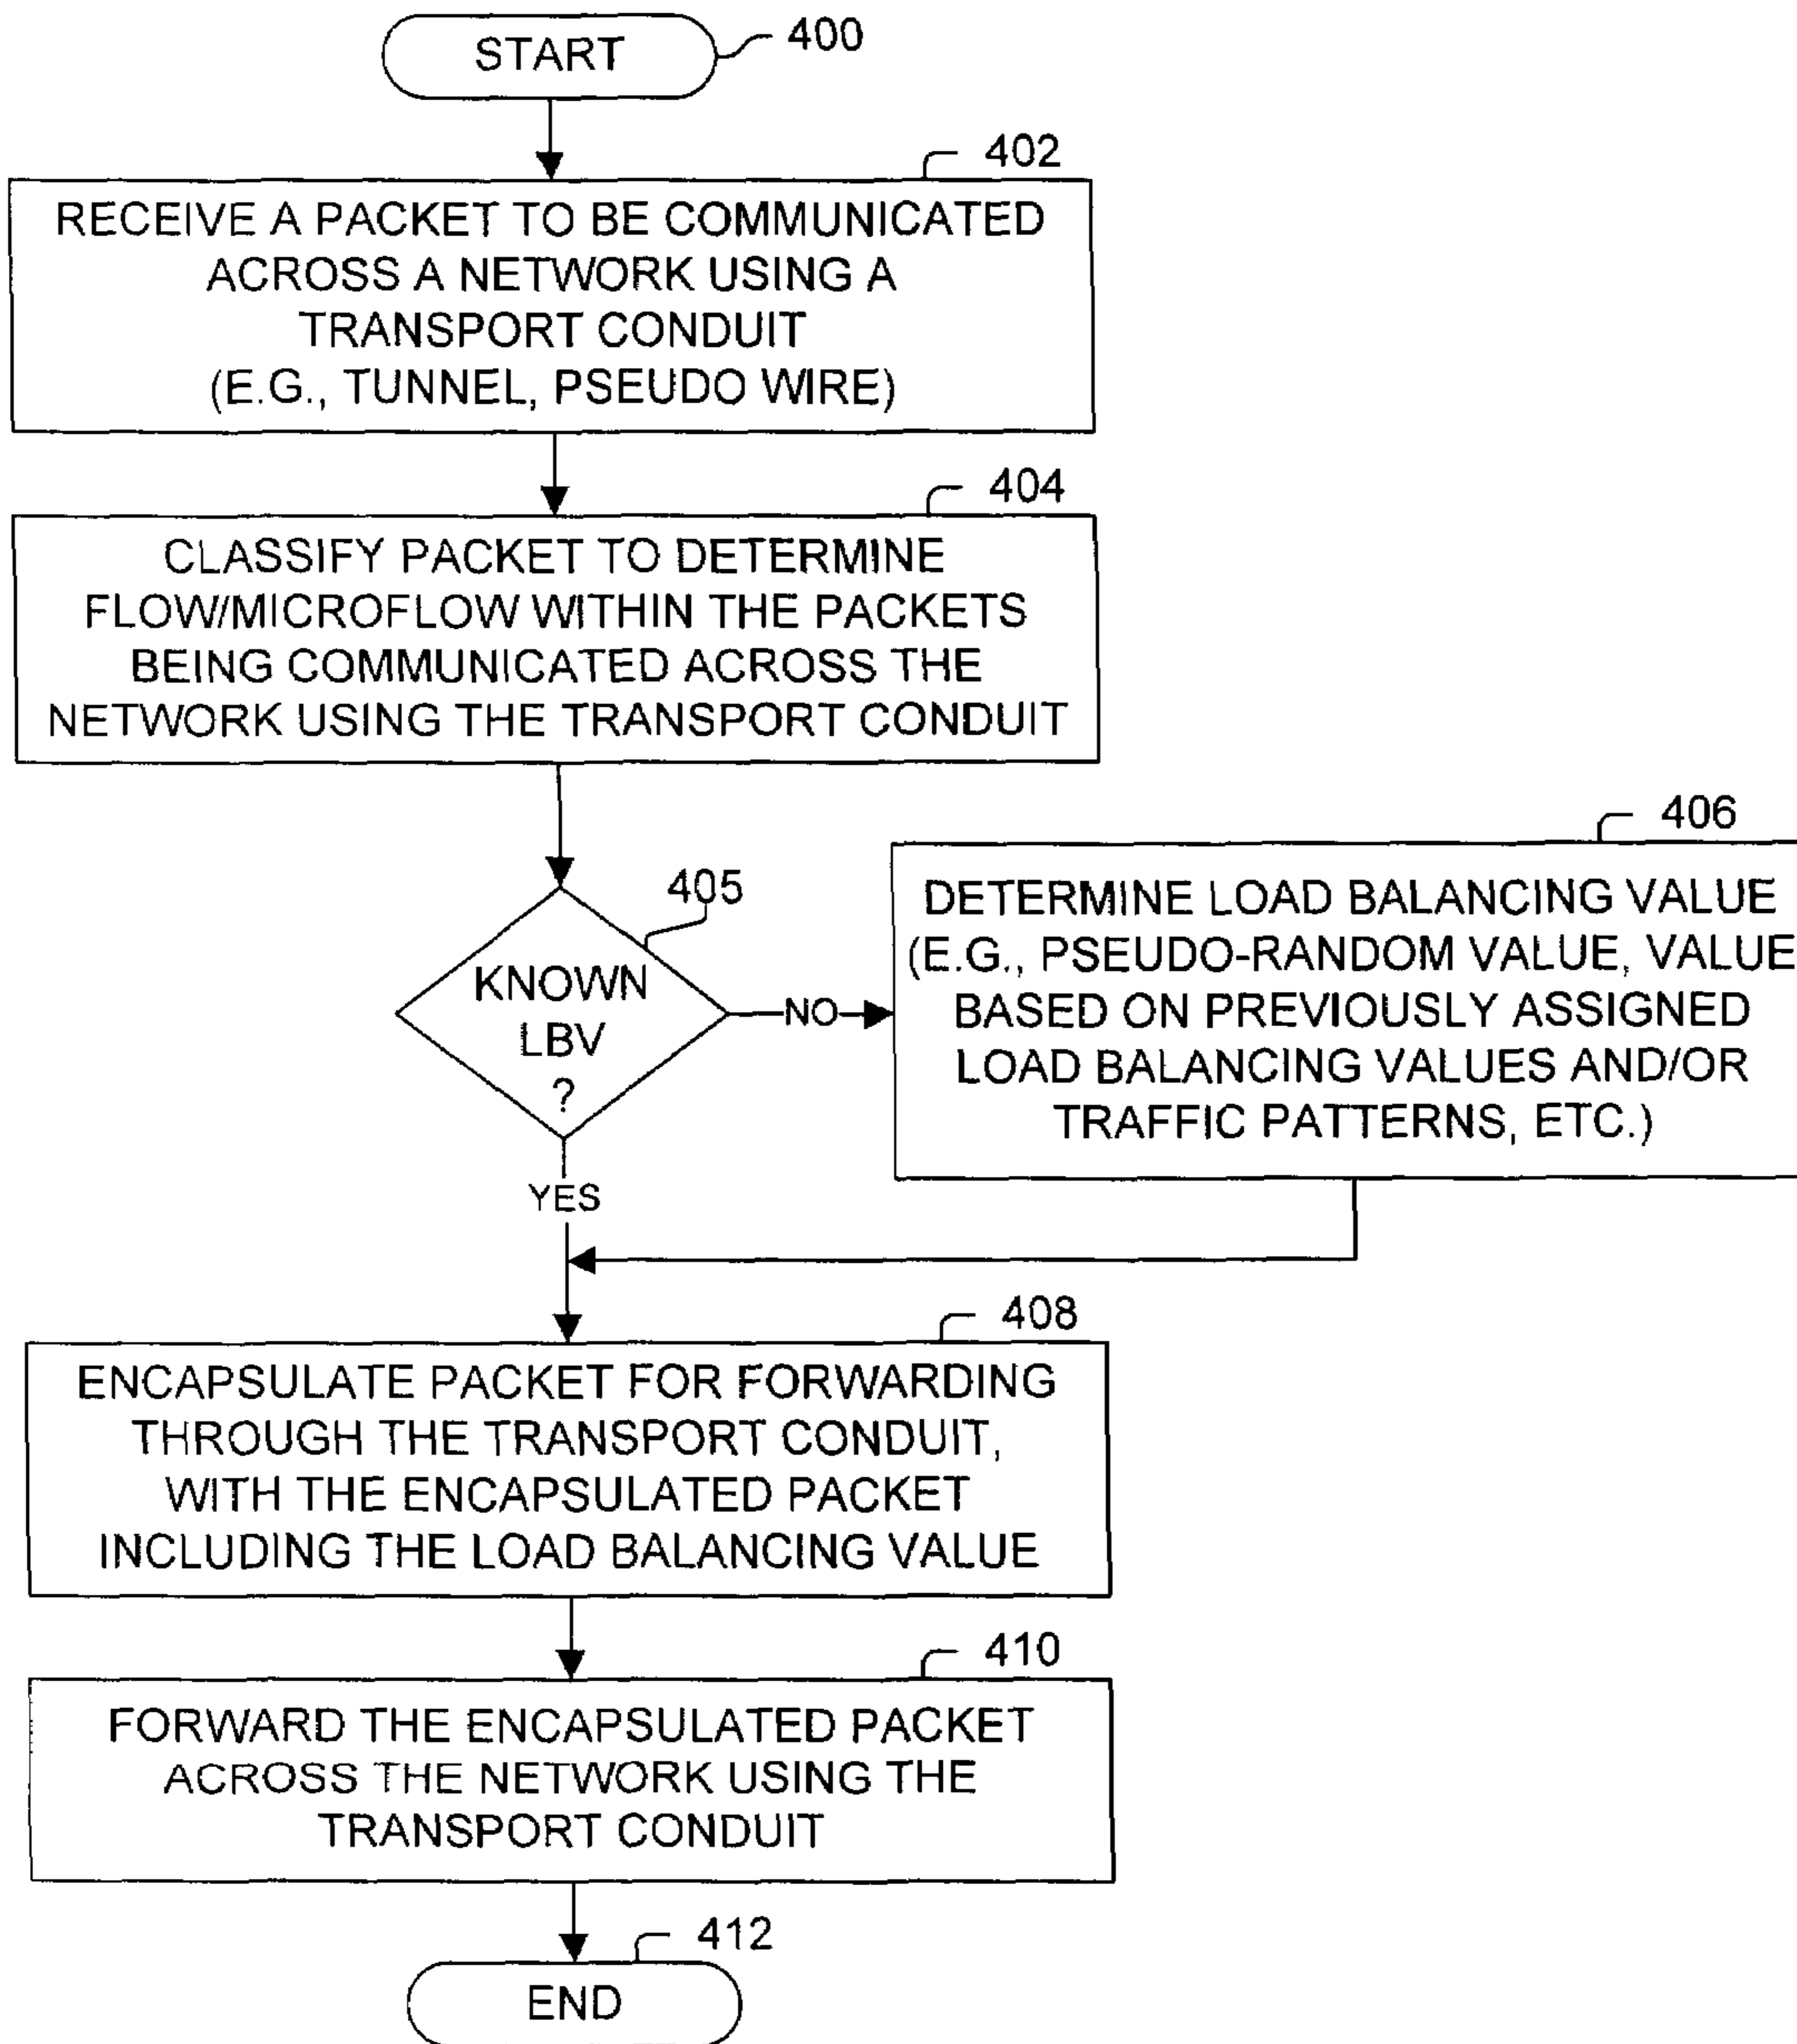 START
400
402
RECEIVE A PACKET TO BE COMMUNICATED
ACROSS A NETWORK USING A
TRANSPORT CONDUIT
(E.G., TUNNEL, PSEUDO WIRE)
404
CLASSIFY PACKET TO DETERMINE
FLOW/MICROFLOW WITHIN THE PACKETS
BEING COMMUNICATED ACROSS THE
NETWORK USING THE TRANSPORT CONDUIT
405
KNOWN
LBV
?
NO
YES
406
DETERMINE LOAD BALANCING VALUE
(E.G., PSEUDO-RANDOM VALUE, VALUE
BASED ON PREVIOUSLY ASSIGNED
LOAD BALANCING VALUES AND/OR
TRAFFIC PATTERNS, ETC.)
408
ENCAPSULATE PACKET FOR FORWARDING
THROUGH THE TRANSPORT CONDUIT,
WITH THE ENCAPSULATED PACKET
INCLUDING THE LOAD BALANCING VALUE
410
FORWARD THE ENCAPSULATED PACKET
ACROSS THE NETWORK USING THE
TRANSPORT CONDUIT
412
END